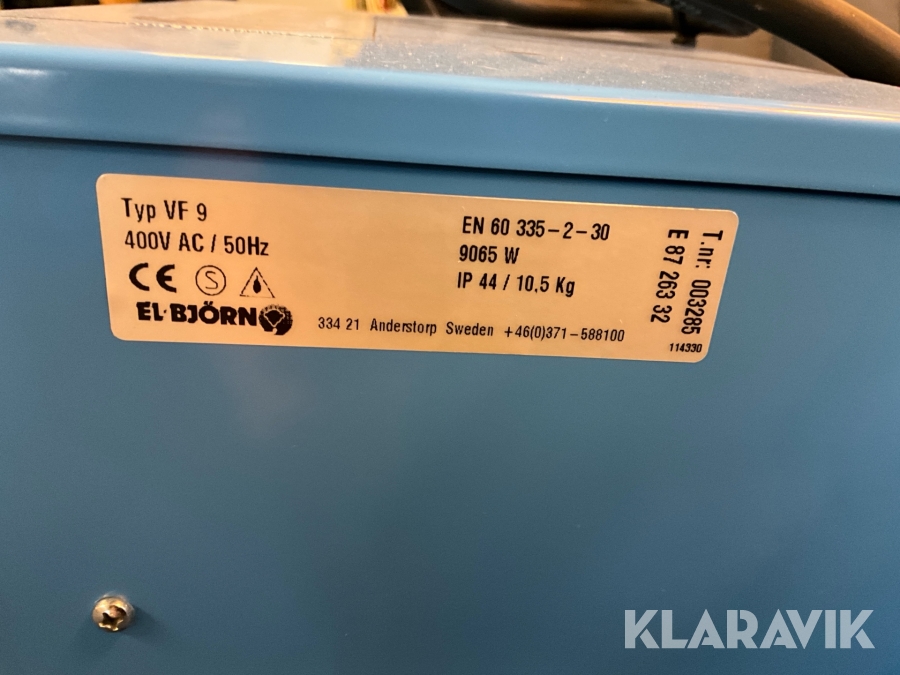 Typ VF 9
400V AC / 50Hz
CE S
EL·BJÖRN
EN 60 335-2-30
9065 W
IP 44 / 10,5 Kg
334 21 Anderstorp Sweden +46(0)371-588100
T.nr: 003285
E 87 263 32
114330
KLARAVIK